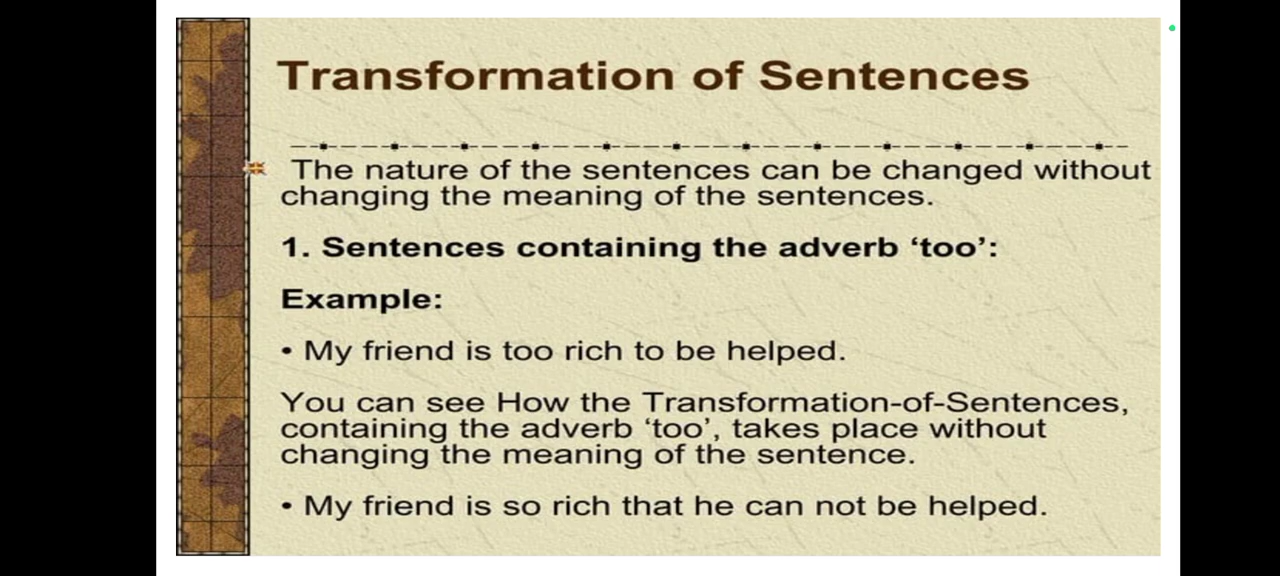 Transformation of Sentences
The nature of the sentences can be changed without
changing the meaning of the sentences.
1. Sentences containing the adverb ‘too’:
Example:
• My friend is too rich to be helped.
You can see How the Transformation-of-Sentences,
containing the adverb ‘too’, takes place without
changing the meaning of the sentence.
• My friend is so rich that he can not be helped.